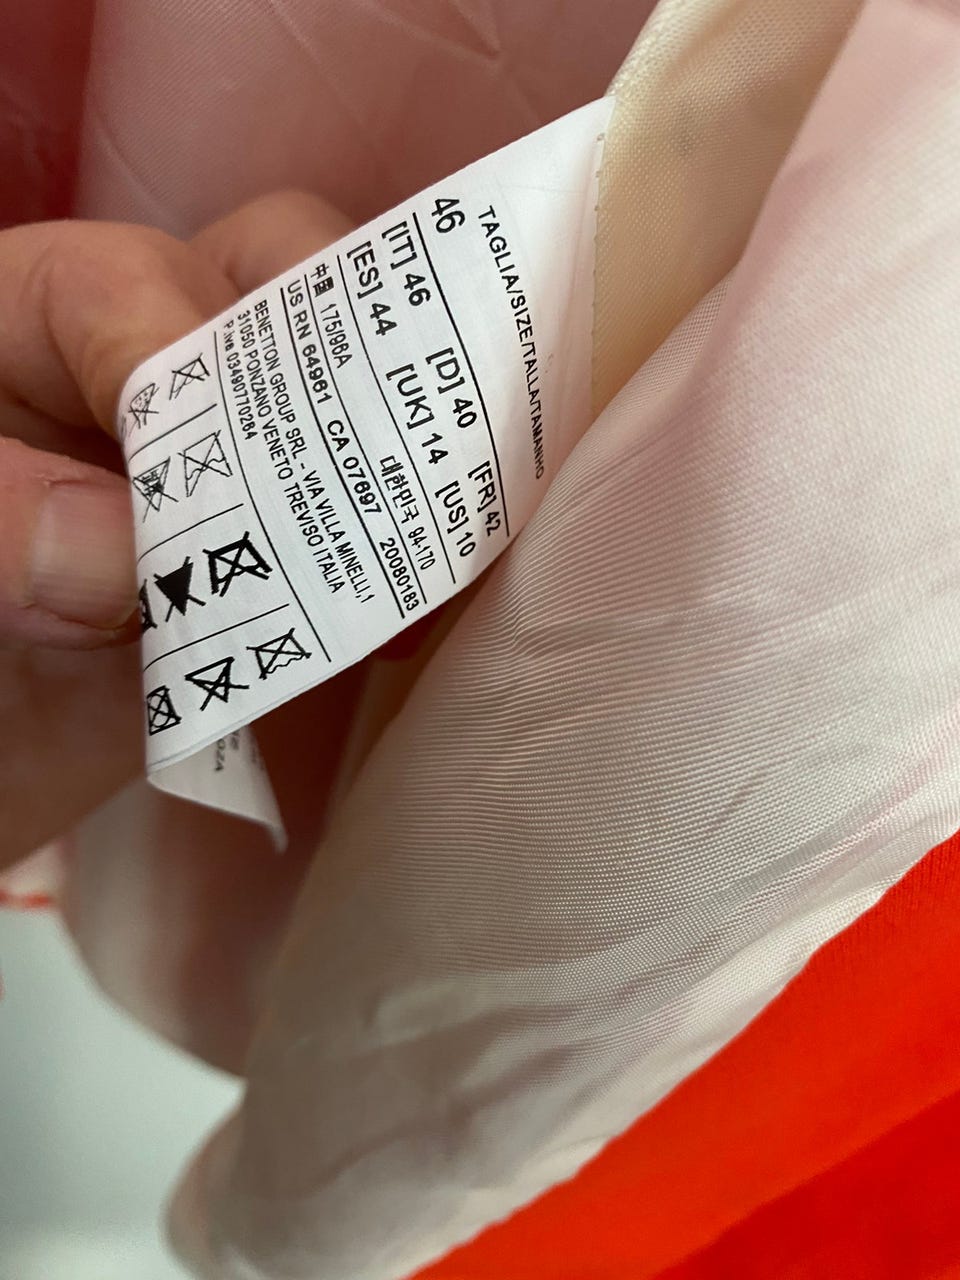 TAGLIA/SIZE/TALLA/TAMANHO
46
[IT] 46 [D] 40 [FR] 42
[ES] 44 [UK] 14 [US] 10
中国 175/96A 대한민국 94-170
US RN 64961 CA 07697 20080183
BENETTON GROUP SRL - VIA VILLA MINELLI,1
31050 PONZANO VENETO TREVISO ITALIA
P.iva 03490770264